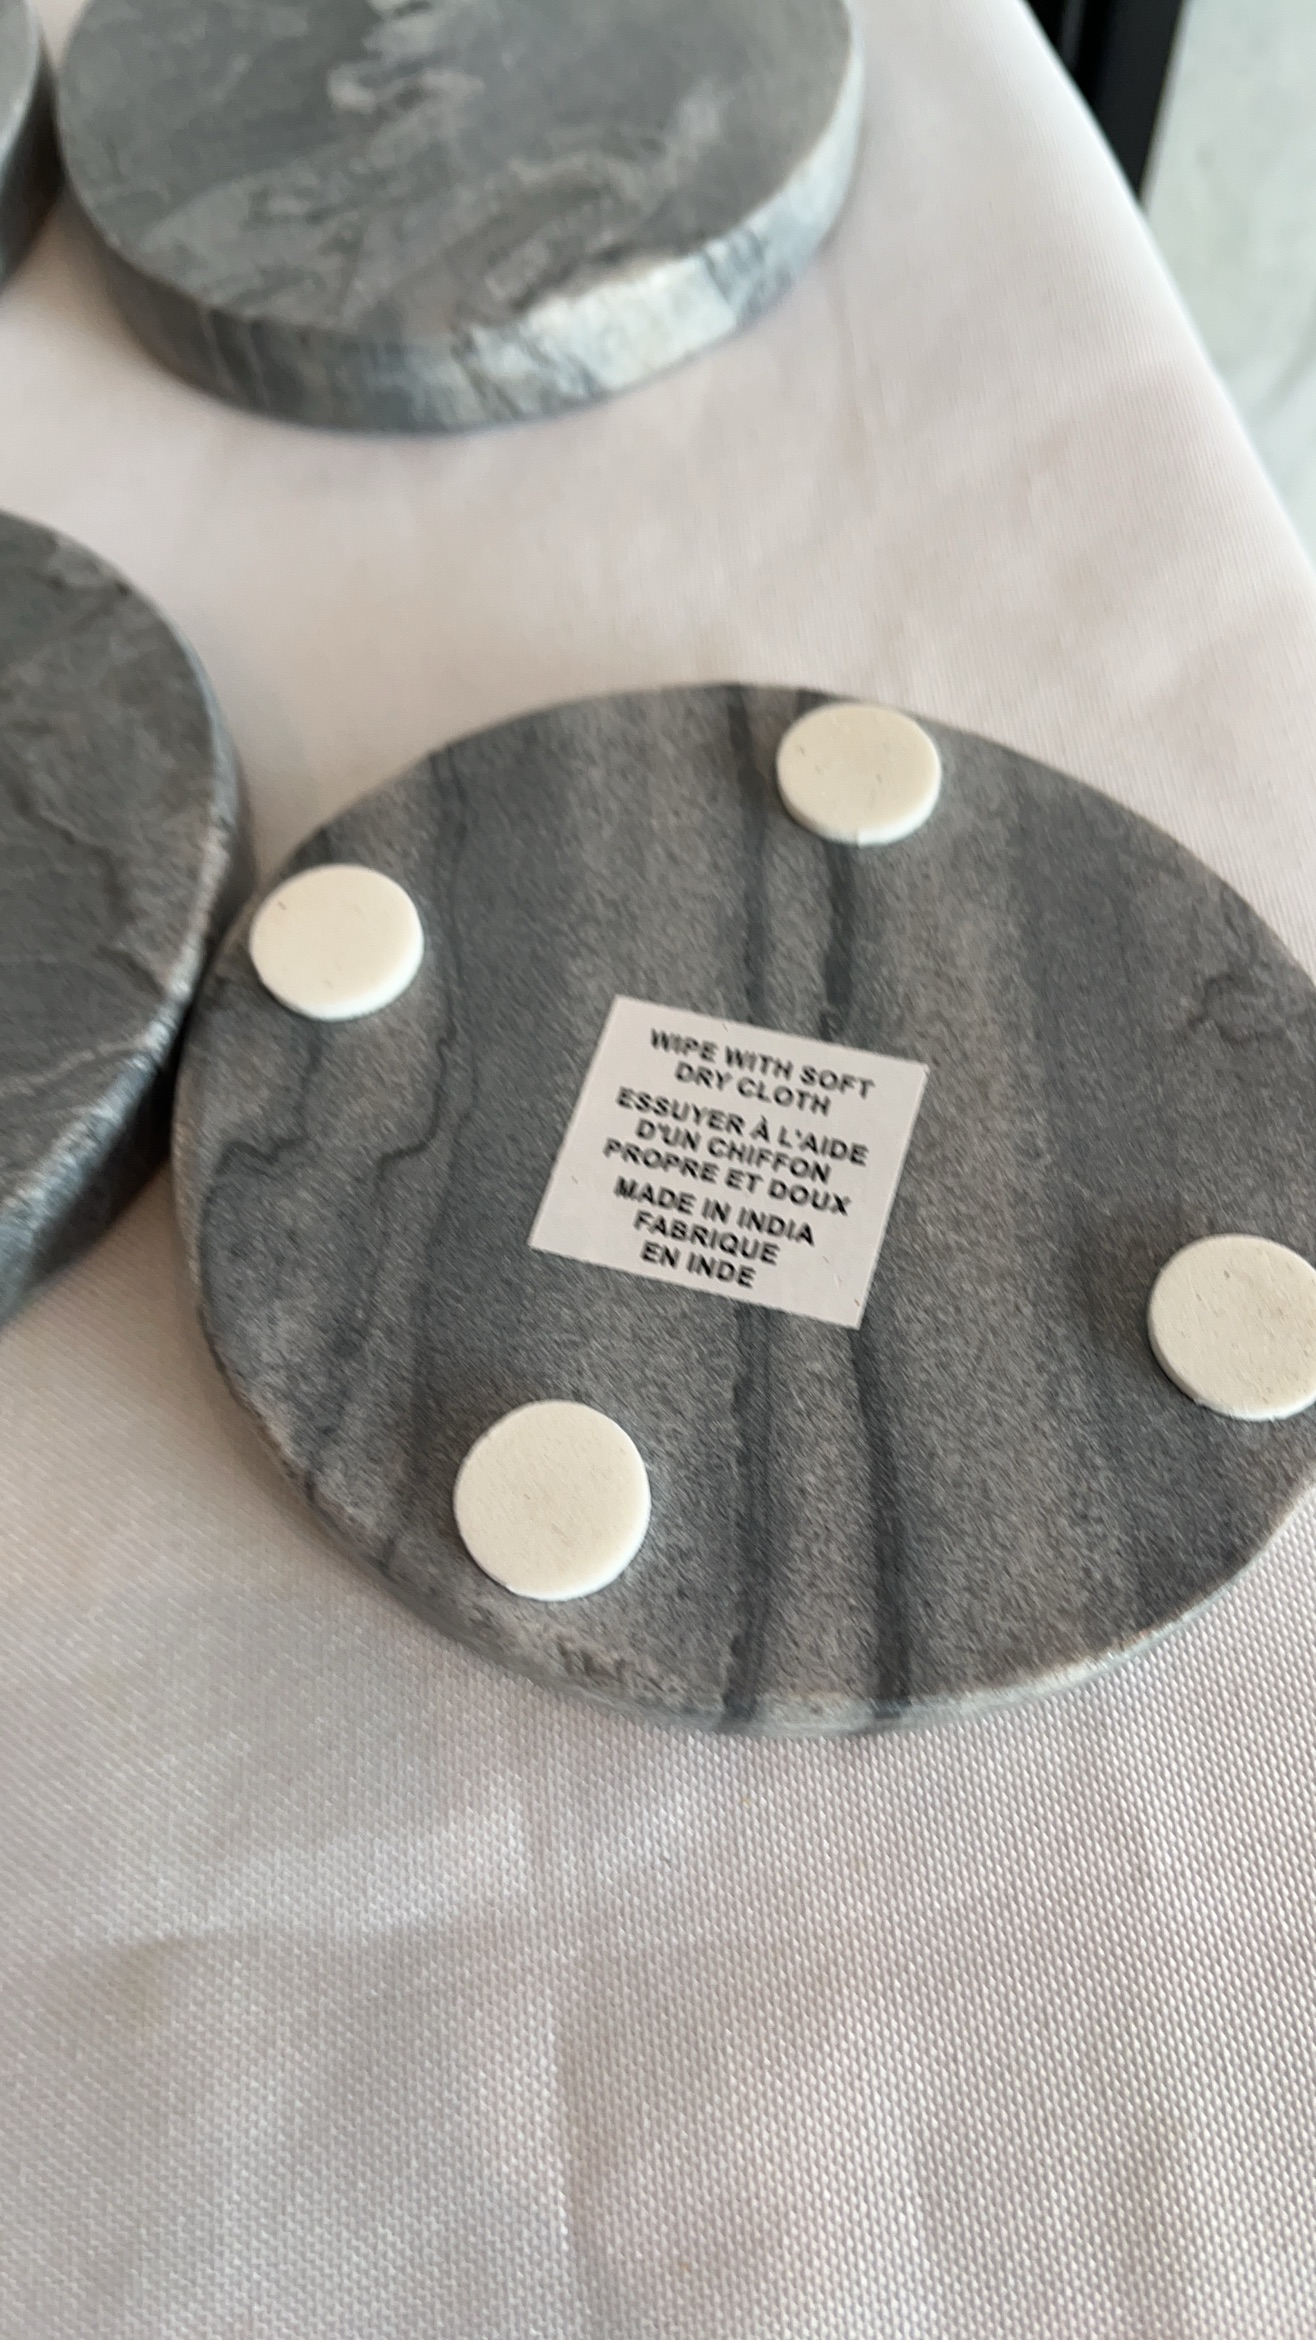 WIPE WITH SOFT
DRY CLOTH
ESSUYER À L'AIDE
D'UN CHIFFON
PROPRE ET DOUX
MADE IN INDIA
FABRIQUE
EN INDE